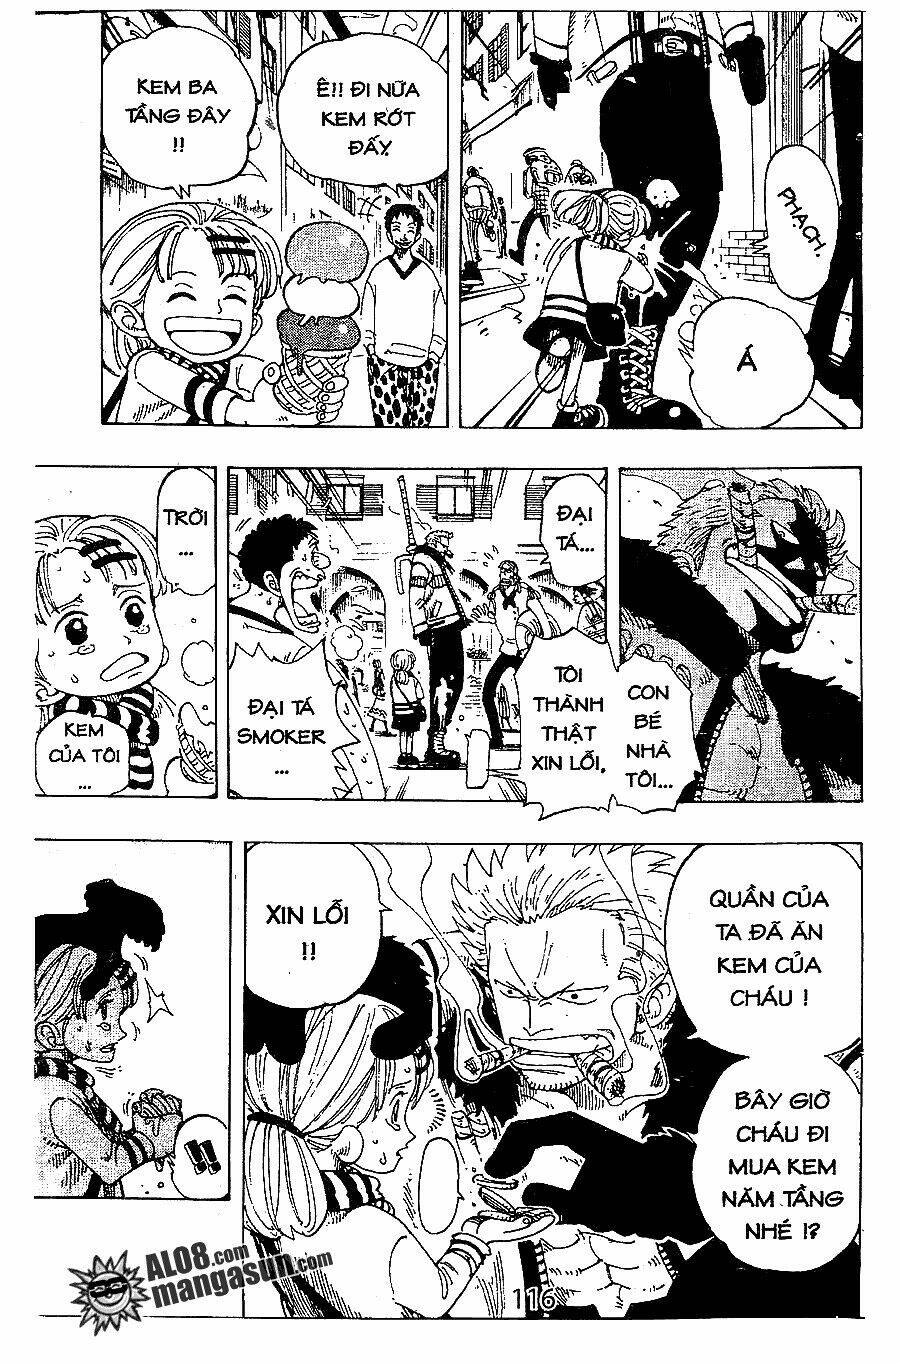 KEM BA
TẦNG ĐÂY
!!
Ê!! ĐI NỮA
KEM RỚT
ĐẤY.
PHẠCH.
Á
TRỜI
...
KEM
CỦA TÔI
...
ĐẠI TÁ
SMOKER
...
ĐẠI
TÁ...
TÔI
THÀNH
THẬT
XIN LỖI,
CON
BÉ
NHÀ
TÔI...
!!
XIN LỖI
!!
QUẦN CỦA
TA ĐÃ ĂN
KEM CỦA
CHÁU !
BÂY GIỜ
CHÁU ĐI
MUA KEM
NĂM TẦNG
NHÉ !?
AL08.com
mangasun.com
116